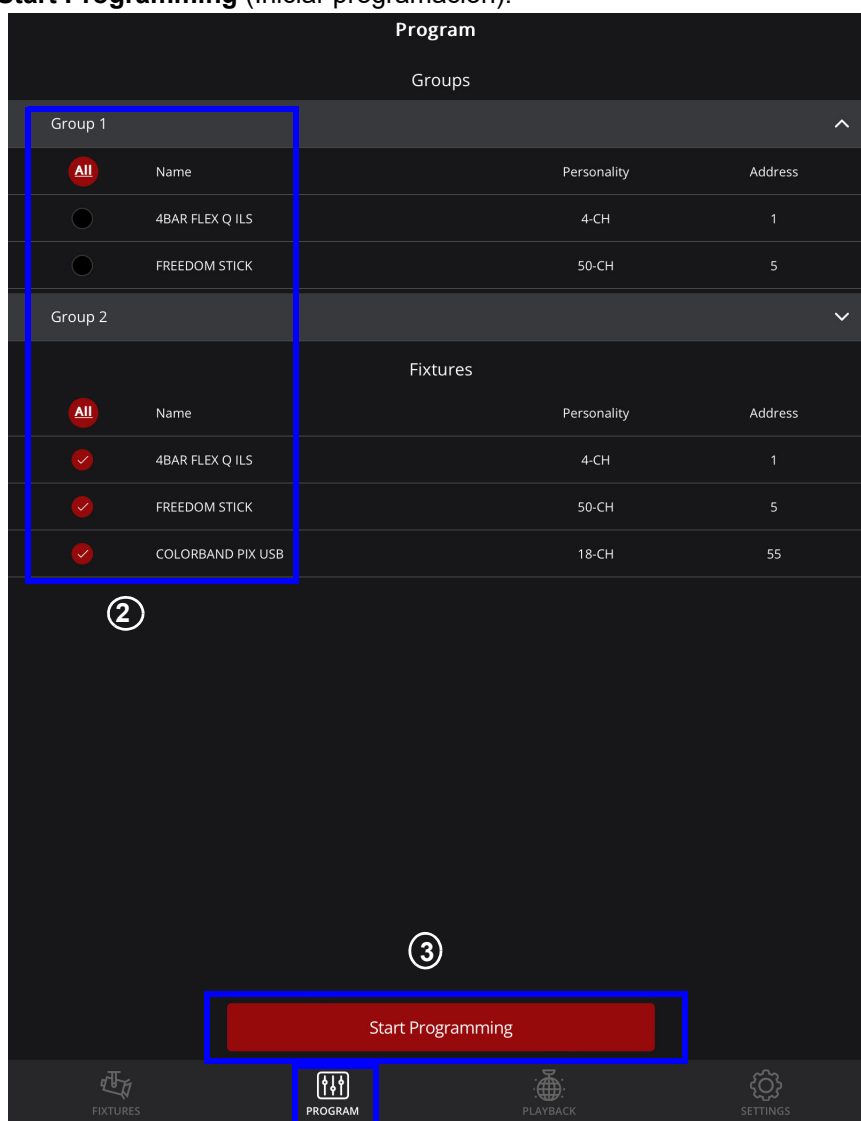 Start Programming (Iniciar programación).
Program
Groups
Group 1
All Name Personality Address
4BAR FLEX Q ILS 4-CH 1
FREEDOM STICK 50-CH 5
Group 2
Fixtures
All Name Personality Address
4BAR FLEX Q ILS 4-CH 1
FREEDOM STICK 50-CH 5
COLORBAND PIX USB 18-CH 55
2
3
Start Programming
FIXTURES PROGRAM PLAYBACK SETTINGS